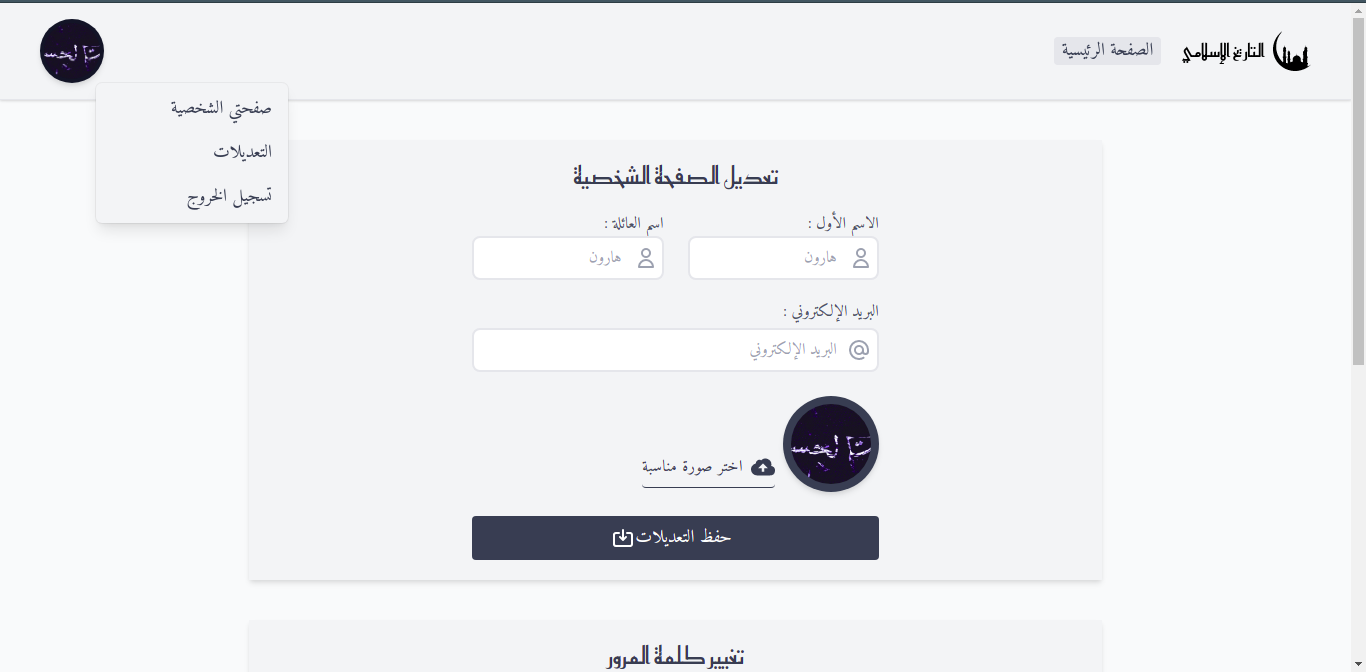 التاريخ الإسلامي
الصفحة الرئيسية
صفحتي الشخصية
التعديلات
تسجيل الخروج
تعديل الصفحة الشخصية
الاسم الأول :
اسم العائلة :
هارون
هارون
البريد الإلكتروني :
البريد الإلكتروني
اختر صورة مناسبة
حفظ التعديلات
تغيير كلمة المرور